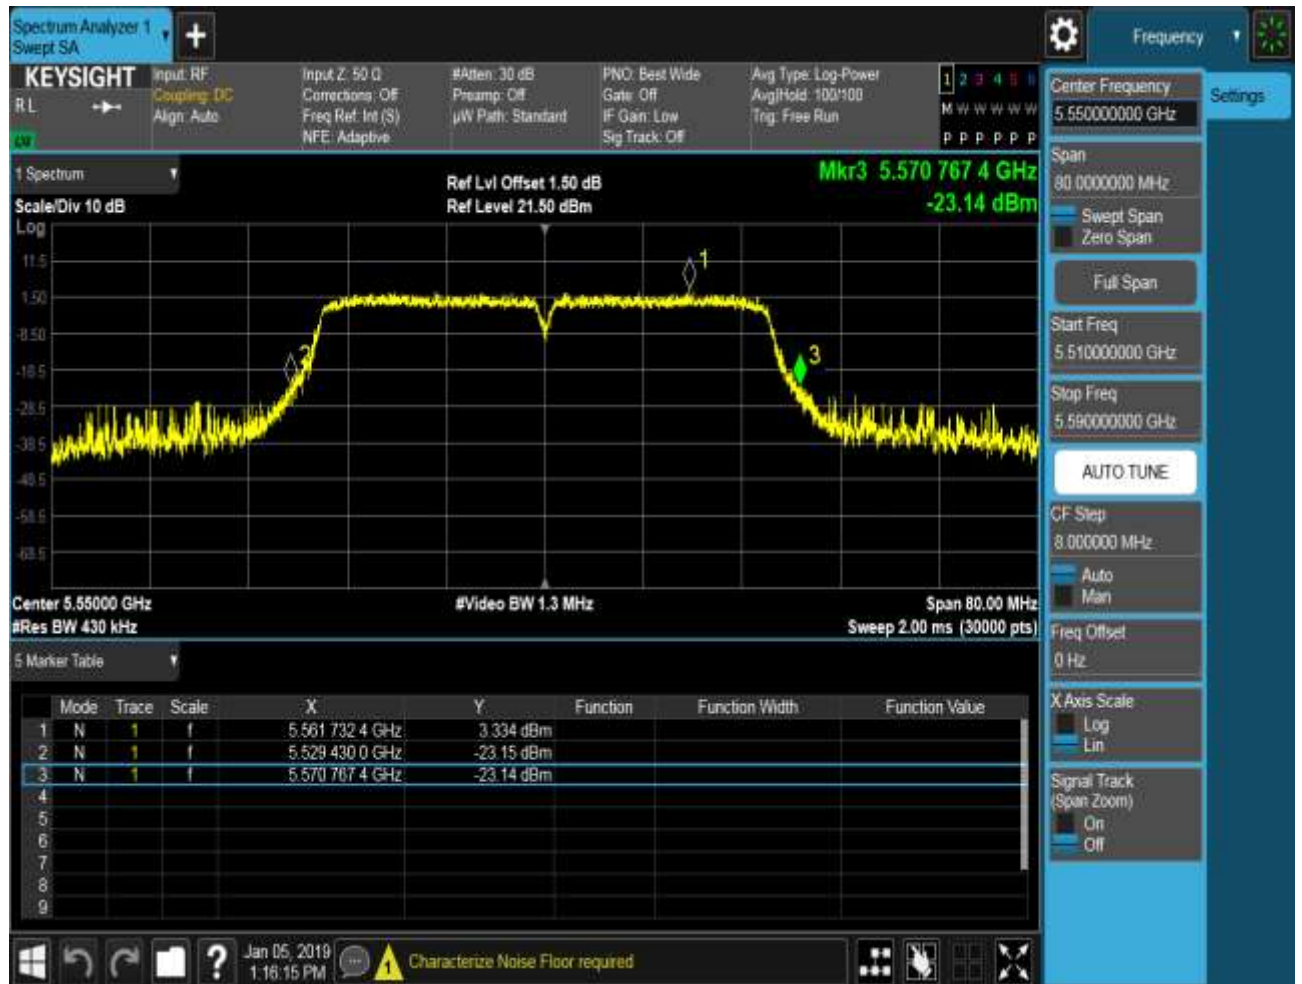 Spectrum Analyzer 1
Swept SA
+
Frequency
KEYSIGHT
RL
Input: RF
Coupling: DC
Align: Auto
Input Z: 50 Ω
Corrections: Off
Freq Ref: Int (S)
NFE: Adaptive
#Atten: 30 dB
Preamp: Off
µW Path: Standard
PNO: Best Wide
Gate: Off
IF Gain: Low
Sig Track: Off
Avg Type: Log-Power
Avg|Hold: 100/100
Trig: Free Run
1 2 3 4 5 6
M W W W W W
P P P P P P
1 Spectrum
Scale/Div 10 dB
Ref Lvl Offset 1.50 dB
Ref Level 21.50 dBm
Mkr3 5.570 767 4 GHz
-23.14 dBm
Log
11.5
1.50
-8.50
-18.5
-28.5
-38.5
-48.5
-58.5
-68.5
1
2
3
Center 5.55000 GHz
#Video BW 1.3 MHz
Span 80.00 MHz
#Res BW 430 kHz
Sweep 2.00 ms (30000 pts)
5 Marker Table
Mode Trace Scale X Y Function Function Width Function Value
1 N 1 f 5.561 732 4 GHz 3.334 dBm
2 N 1 f 5.529 430 0 GHz -23.15 dBm
3 N 1 f 5.570 767 4 GHz -23.14 dBm
4
5
6
7
8
9
Center Frequency
5.550000000 GHz
Settings
Span
80.0000000 MHz
Swept Span
Zero Span
Full Span
Start Freq
5.510000000 GHz
Stop Freq
5.590000000 GHz
AUTO TUNE
CF Step
8.000000 MHz
Auto
Man
Freq Offset
0 Hz
X Axis Scale
Log
Lin
Signal Track
(Span Zoom)
On
Off
?
Jan 05, 2019
1:16:15 PM
1
Characterize Noise Floor required